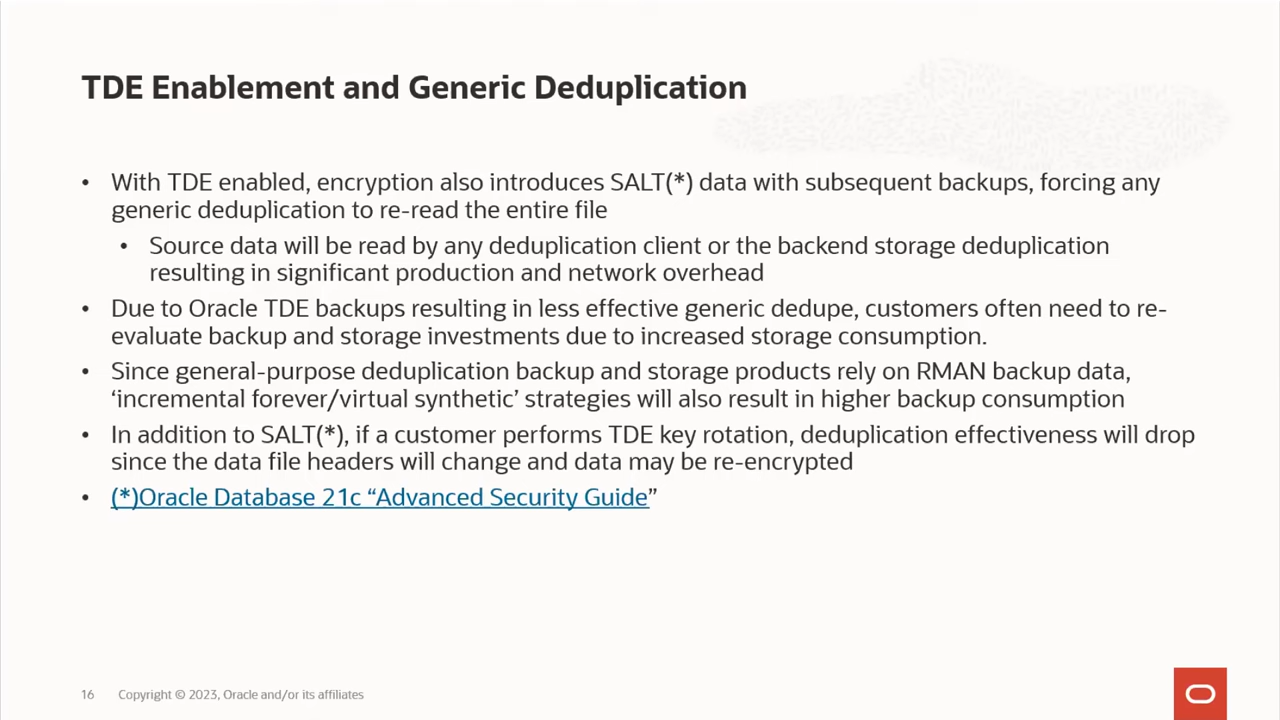 TDE Enablement and Generic Deduplication
• With TDE enabled, encryption also introduces SALT(*) data with subsequent backups, forcing any
generic deduplication to re-read the entire file
• Source data will be read by any deduplication client or the backend storage deduplication
resulting in significant production and network overhead
• Due to Oracle TDE backups resulting in less effective generic dedupe, customers often need to re-
evaluate backup and storage investments due to increased storage consumption.
• Since general-purpose deduplication backup and storage products rely on RMAN backup data,
‘incremental forever/virtual synthetic’ strategies will also result in higher backup consumption
• In addition to SALT(*), if a customer performs TDE key rotation, deduplication effectiveness will drop
since the data file headers will change and data may be re-encrypted
• (*)Oracle Database 21c “Advanced Security Guide”
16 Copyright © 2023, Oracle and/or its affiliates